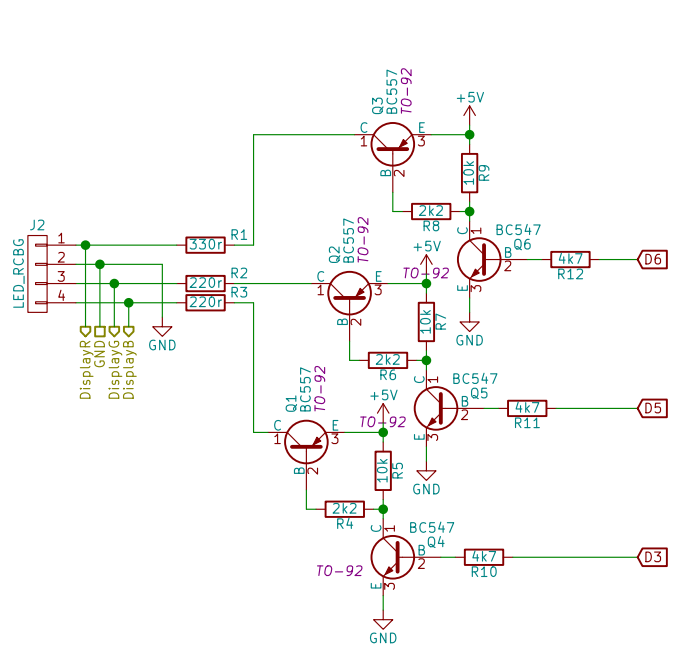 Q3
BC557
TO-92
C
1
E
3
B
2
+5V
10k
R9
2k2
R8
J2
LED_RCBG
1
2
3
4
330r
R1
220r
R2
220r
R3
DisplayR
GND
DisplayG
DisplayB
GND
BC547
Q6
C
1
B
2
E
3
4k7
R12
D6
GND
Q2
BC557
TO-92
C
1
E
3
B
2
+5V
TO-92
10k
R7
2k2
R6
BC547
Q5
C
1
B
2
E
3
4k7
R11
D5
GND
Q1
BC557
TO-92
C
1
E
3
B
2
+5V
TO-92
10k
R5
2k2
R4
BC547
Q4
C
1
B
2
E
3
TO-92
4k7
R10
D3
GND